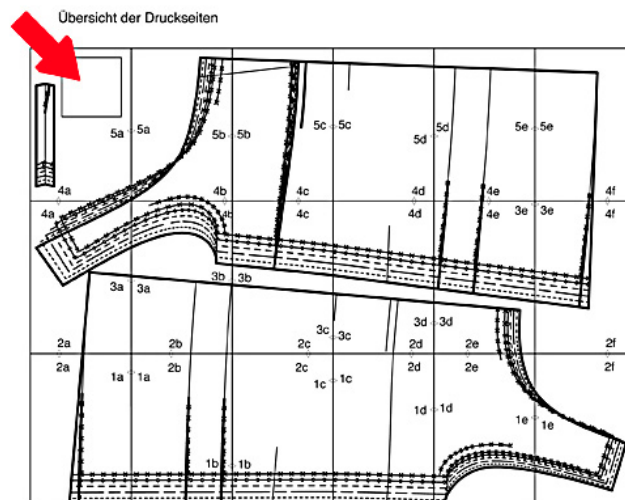 Übersicht der Druckseiten
5a 5a 5b 5b 5c 5c 5d 5d 5e 5e
4a 4b 4c 4d 4e 4f
4a 4b 4c 4d 4f
3e 3e
3a 3a 3b 3b
3c 3c 3d 3d
2a 2b 2c 2d 2e 2f
2a 2b 2c 2d 2e 2f
1a 1a 1c 1c
1d 1d 1e 1e
1b 1b